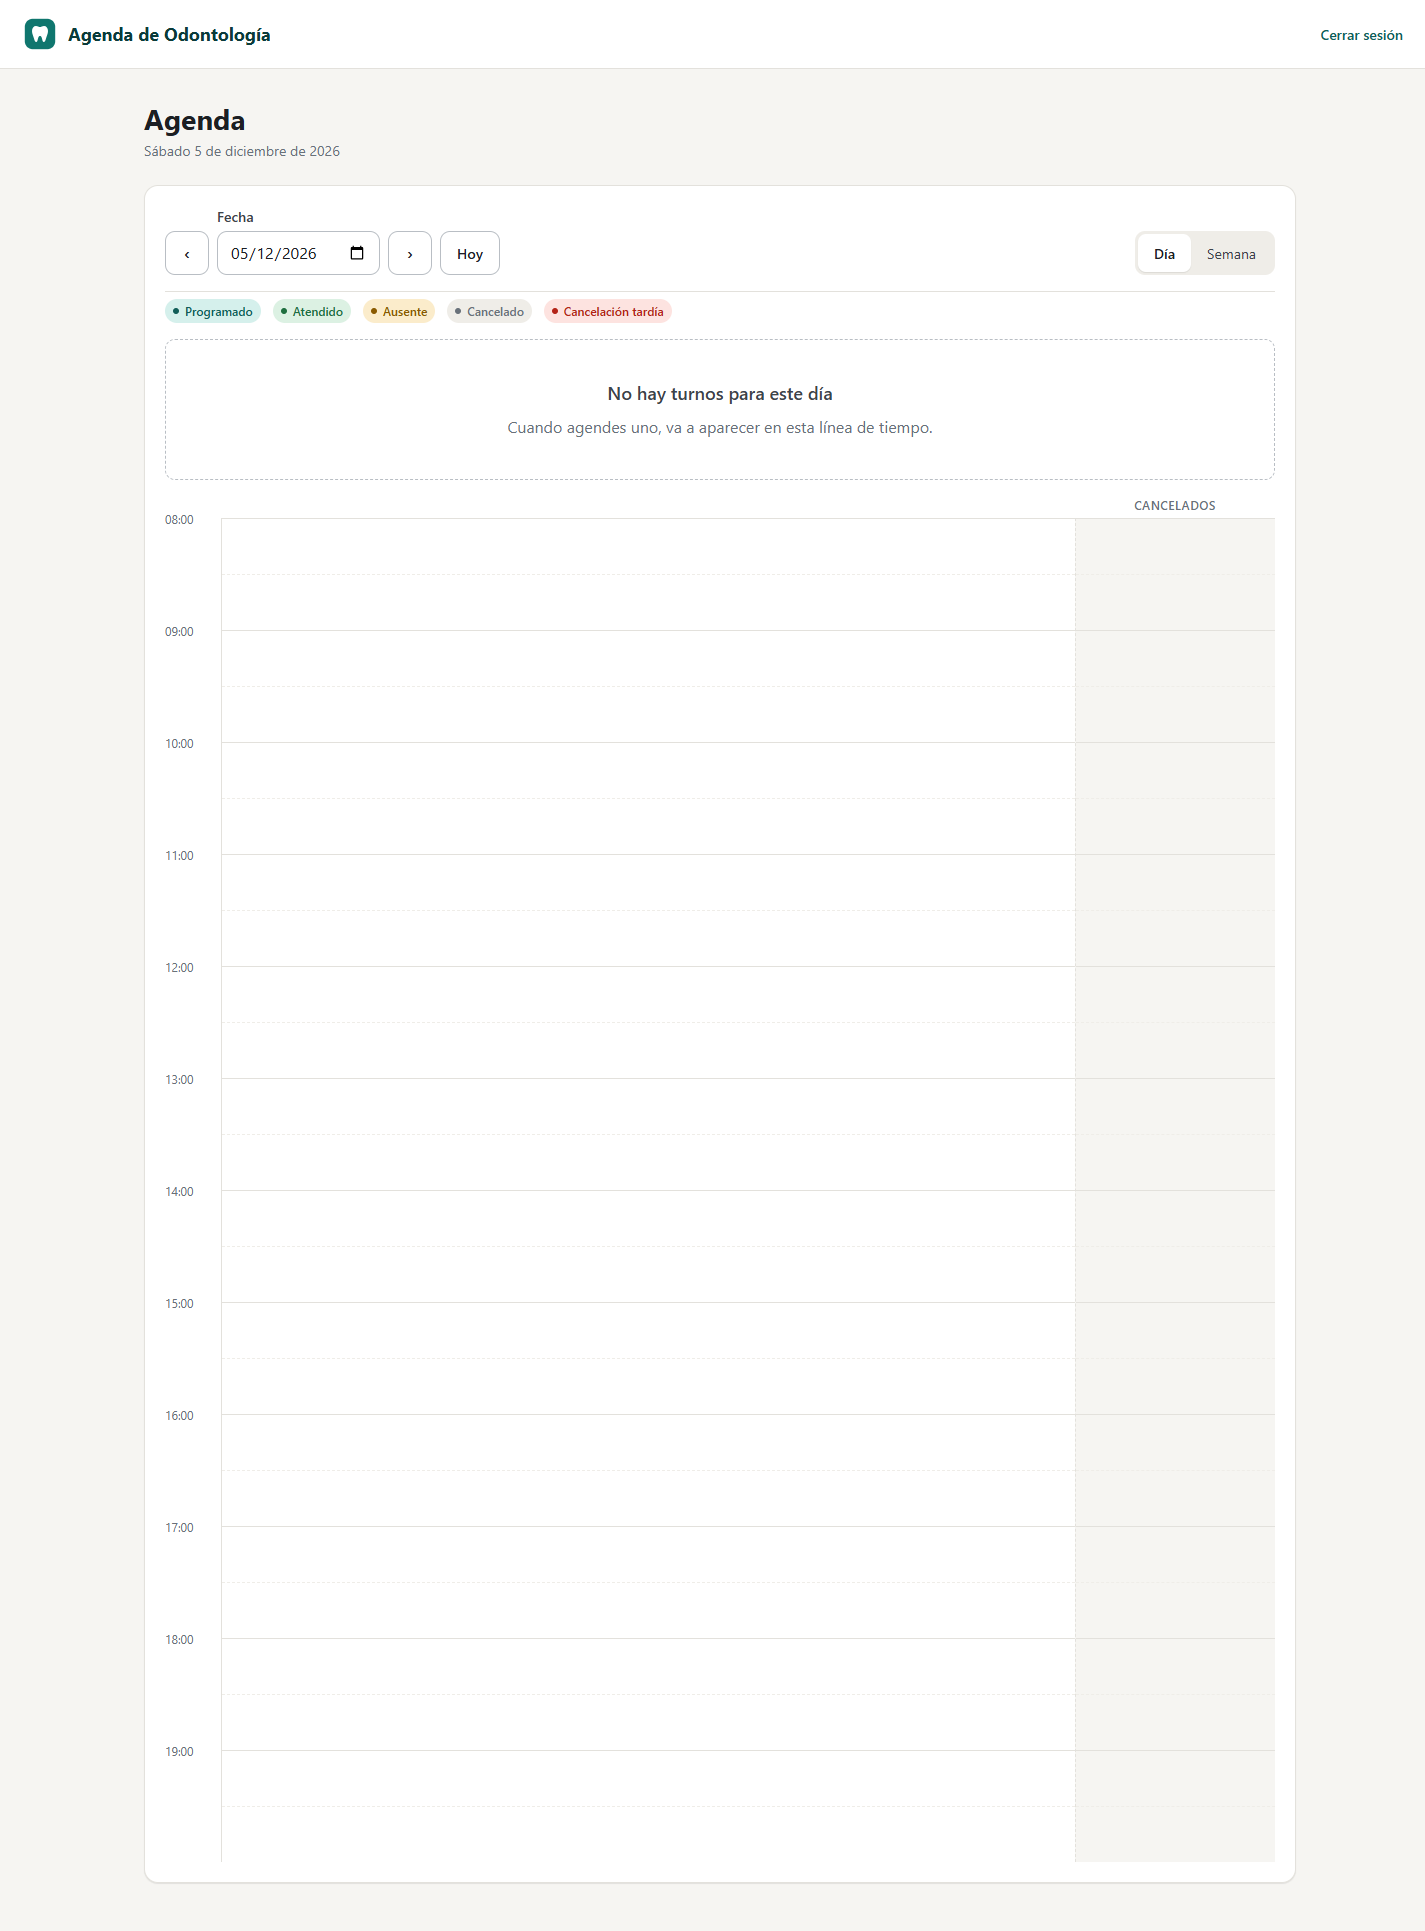 Agenda de Odontología
Cerrar sesión
Agenda
Sábado 5 de diciembre de 2026
Fecha
‹
05/12/2026
›
Hoy
Día
Semana
Programado
Atendido
Ausente
Cancelado
Cancelación tardía
No hay turnos para este día
Cuando agendes uno, va a aparecer en esta línea de tiempo.
CANCELADOS
08:00
09:00
10:00
11:00
12:00
13:00
14:00
15:00
16:00
17:00
18:00
19:00